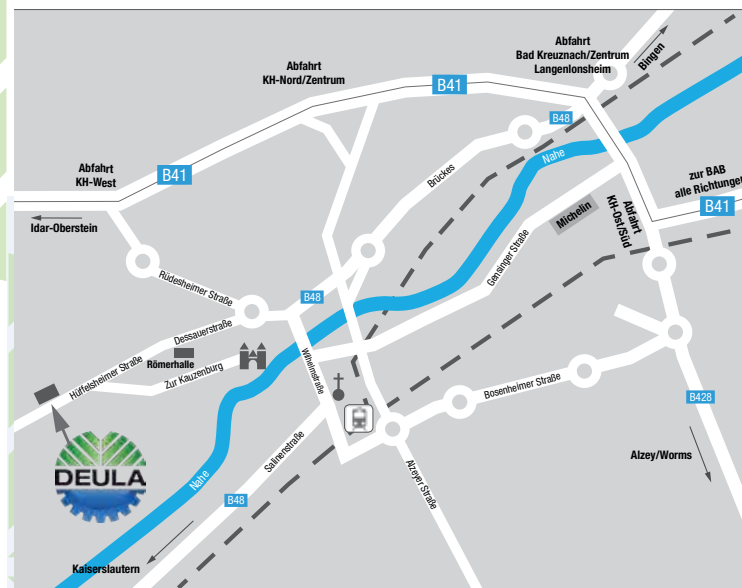 Abfahrt
Bad Kreuznach/Zentrum
Langenlonsheim
Bingen
Abfahrt
KH-Nord/Zentrum
B41
B48
Nahe
Brückes
Abfahrt
KH-West
B41
zur BAB
alle Richtungen
B41
Abfahrt
KH-Ost/Süd
Michelin
Idar-Oberstein
Gensinger Straße
Rüdesheimer Straße
B48
Dessauerstraße
Römerhalle
Hüffelsheimer Straße
Zur Kauzenburg
Wilhelmstraße
Bosenheimer Straße
B428
DEULA
Nahe
Salinenstraße
Alzeyer Straße
Alzey/Worms
B48
Kaiserslautern